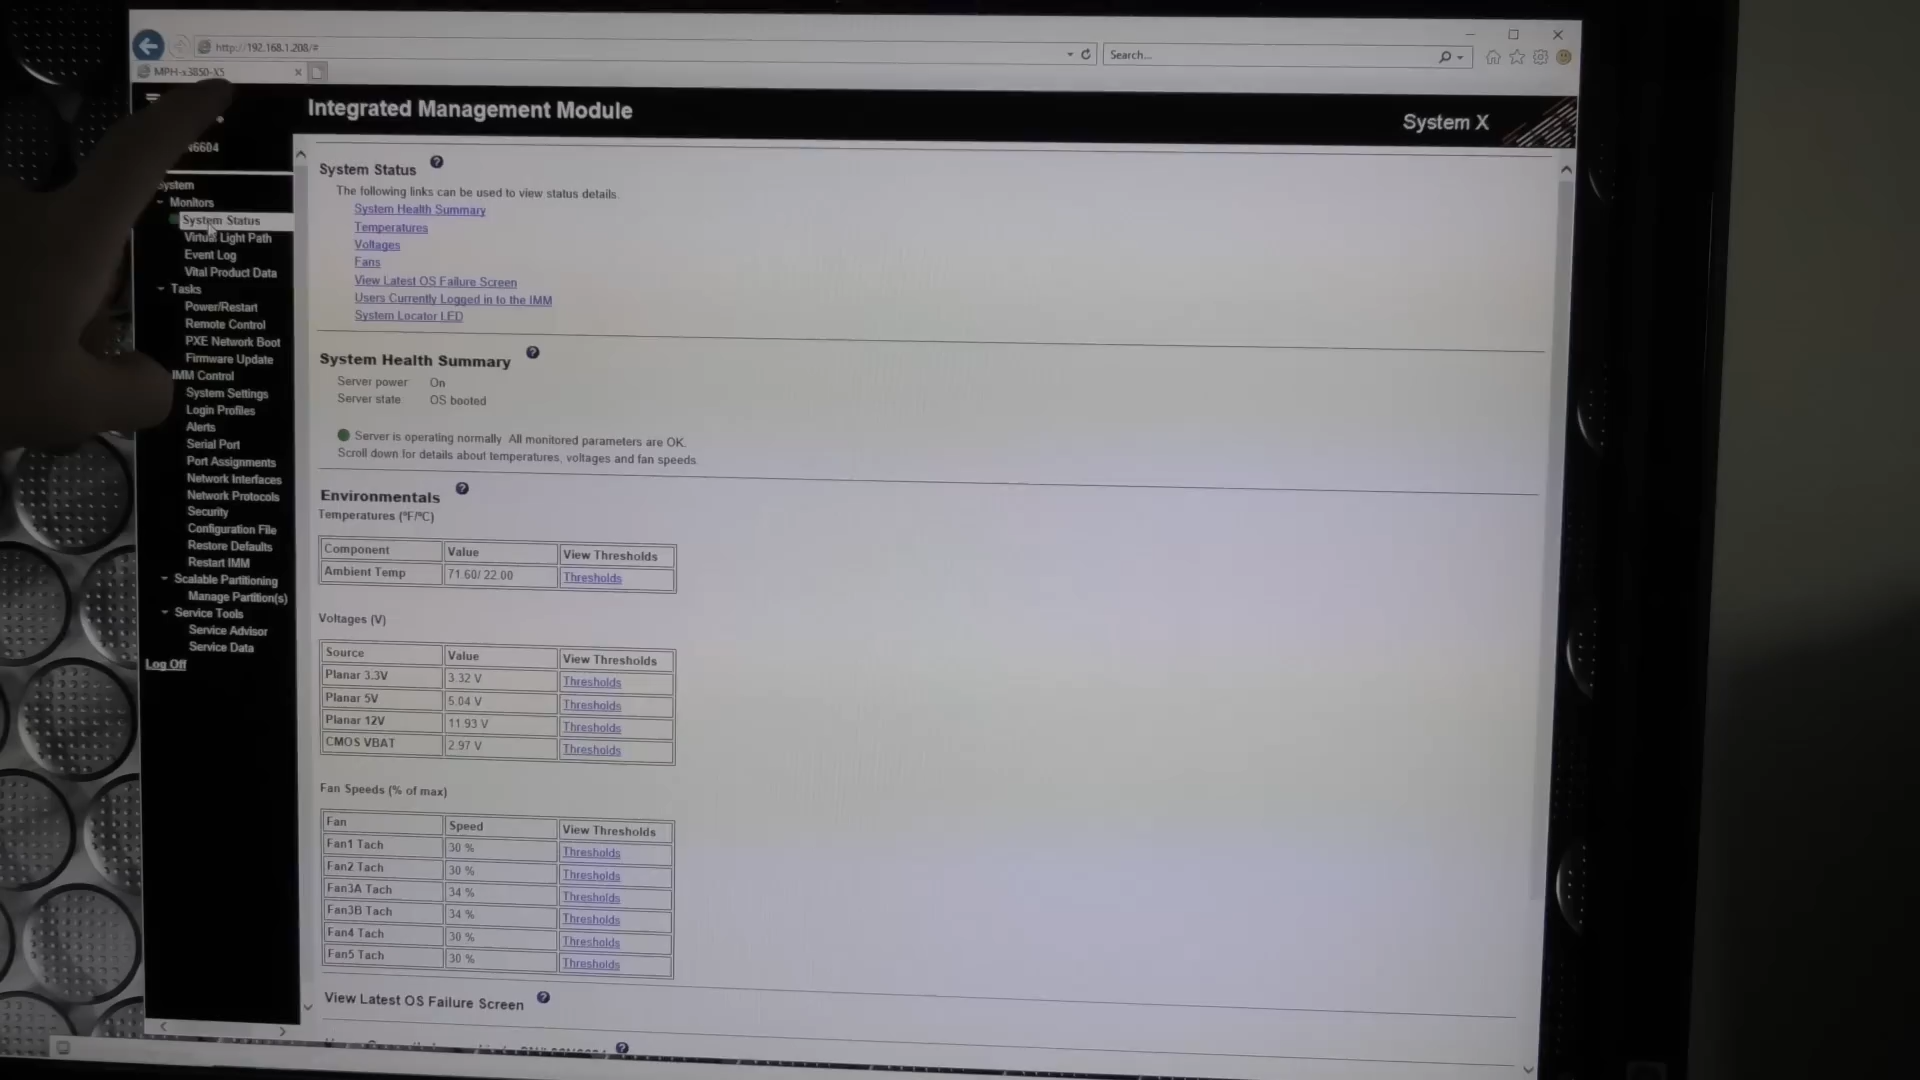 http://192.168.1.208/#
Search...
MPH-x3850-X5
Integrated Management Module
System X
6604
System
Monitors
System Status
Virtual Light Path
Event Log
Vital Product Data
Tasks
Power/Restart
Remote Control
PXE Network Boot
Firmware Update
IMM Control
System Settings
Login Profiles
Alerts
Serial Port
Port Assignments
Network Interfaces
Network Protocols
Security
Configuration File
Restore Defaults
Restart IMM
Scalable Partitioning
Manage Partition(s)
Service Tools
Service Advisor
Service Data
Log Off
System Status
The following links can be used to view status details.
System Health Summary
Temperatures
Voltages
Fans
View Latest OS Failure Screen
Users Currently Logged in to the IMM
System Locator LED
System Health Summary
Server power On
Server state OS booted
Server is operating normally. All monitored parameters are OK.
Scroll down for details about temperatures, voltages and fan speeds.
Environmentals
Temperatures (°F/°C)
Component Value View Thresholds
Ambient Temp 71.60/ 22.00 Thresholds
Voltages (V)
Source Value View Thresholds
Planar 3.3V 3.32 V Thresholds
Planar 5V 5.04 V Thresholds
Planar 12V 11.93 V Thresholds
CMOS VBAT 2.97 V Thresholds
Fan Speeds (% of max)
Fan Speed View Thresholds
Fan1 Tach 30 % Thresholds
Fan2 Tach 30 % Thresholds
Fan3A Tach 34 % Thresholds
Fan3B Tach 34 % Thresholds
Fan4 Tach 30 % Thresholds
Fan5 Tach 30 % Thresholds
View Latest OS Failure Screen